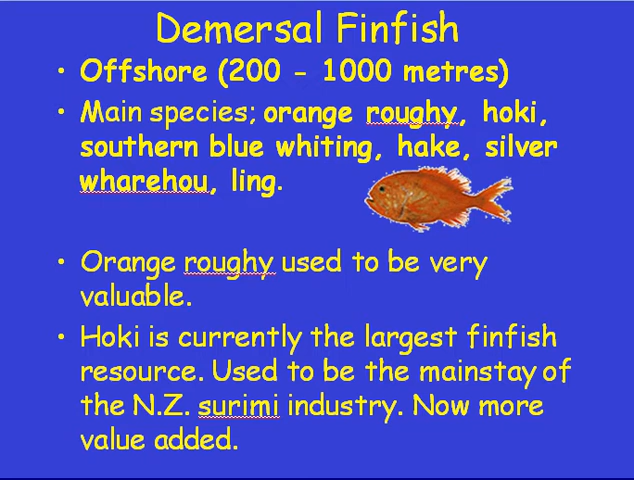 Demersal Finfish
• Offshore (200 - 1000 metres)
• Main species; orange roughy, hoki,
southern blue whiting, hake, silver
wharehou, ling.
• Orange roughy used to be very
valuable.
• Hoki is currently the largest finfish
resource. Used to be the mainstay of
the N.Z. surimi industry. Now more
value added.